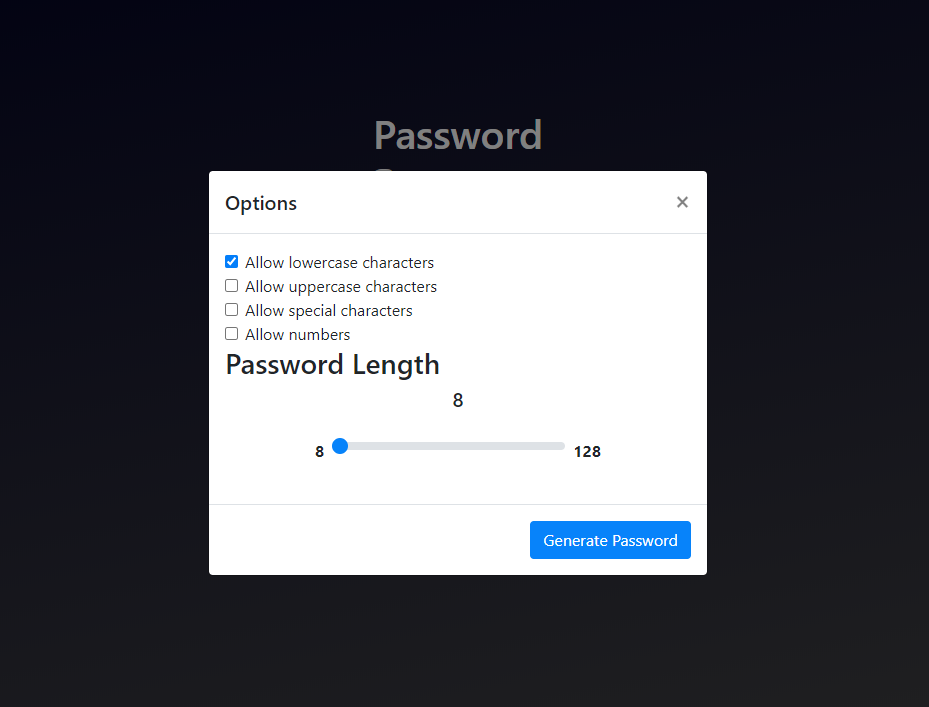 Password
Options ×
Allow lowercase characters
Allow uppercase characters
Allow special characters
Allow numbers
Password Length
8
8 128
Generate Password